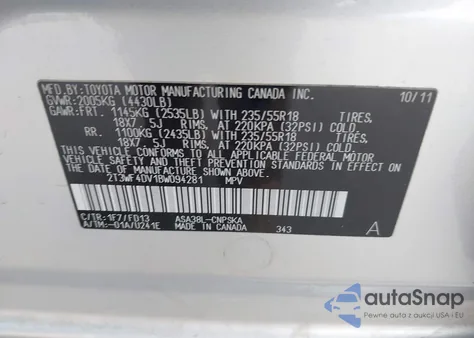 MFD.BY:TOYOTA MOTOR MANUFACTURING CANADA INC. 10/11
GVWR:2005KG (4430LB)
GAWR:FRT. 1145KG (2535LB) WITH 235/55R18 TIRES,
18X7.5J RIMS, AT 220KPA (32PSI) COLD.
RR. 1100KG (2435LB) WITH 235/55R18 TIRES,
18X7.5J RIMS, AT 220KPA (32PSI) COLD.
THIS VEHICLE CONFORMS TO ALL APPLICABLE
FEDERAL MOTOR VEHICLE SAFETY, BUMPER, AND
THEFT PREVENTION STANDARDS IN EFFECT ON
THE DATE OF MANUFACTURE SHOWN ABOVE.
2T3WF4DV1BW094281 MPV
C/TR:1F7/FD13 ASA38L-CNPSKA A
A/TM:-01A/U241E MADE IN CANADA 343
autoSnap
Pewne auta z USA i EU